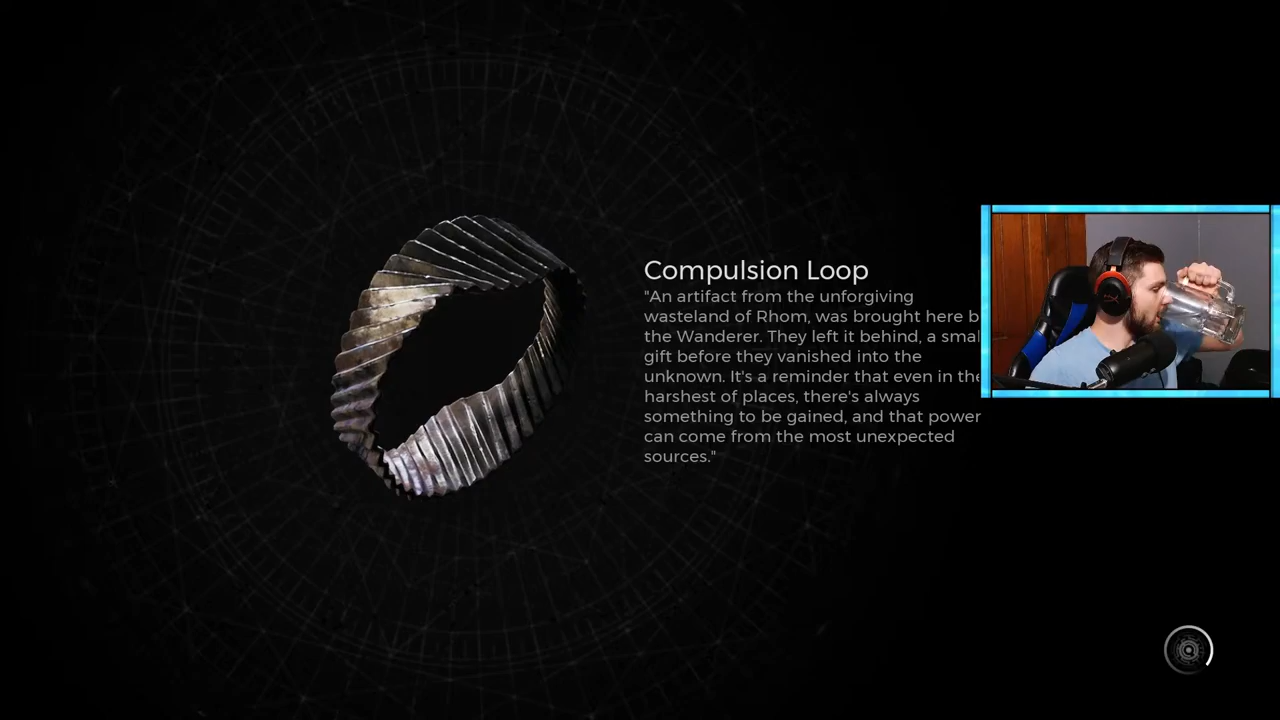 Compulsion Loop
"An artifact from the unforgiving
wasteland of Rhom, was brought here b
the Wanderer. They left it behind, a smal
gift before they vanished into the
unknown. It's a reminder that even in the
harshest of places, there's always
something to be gained, and that power
can come from the most unexpected
sources."